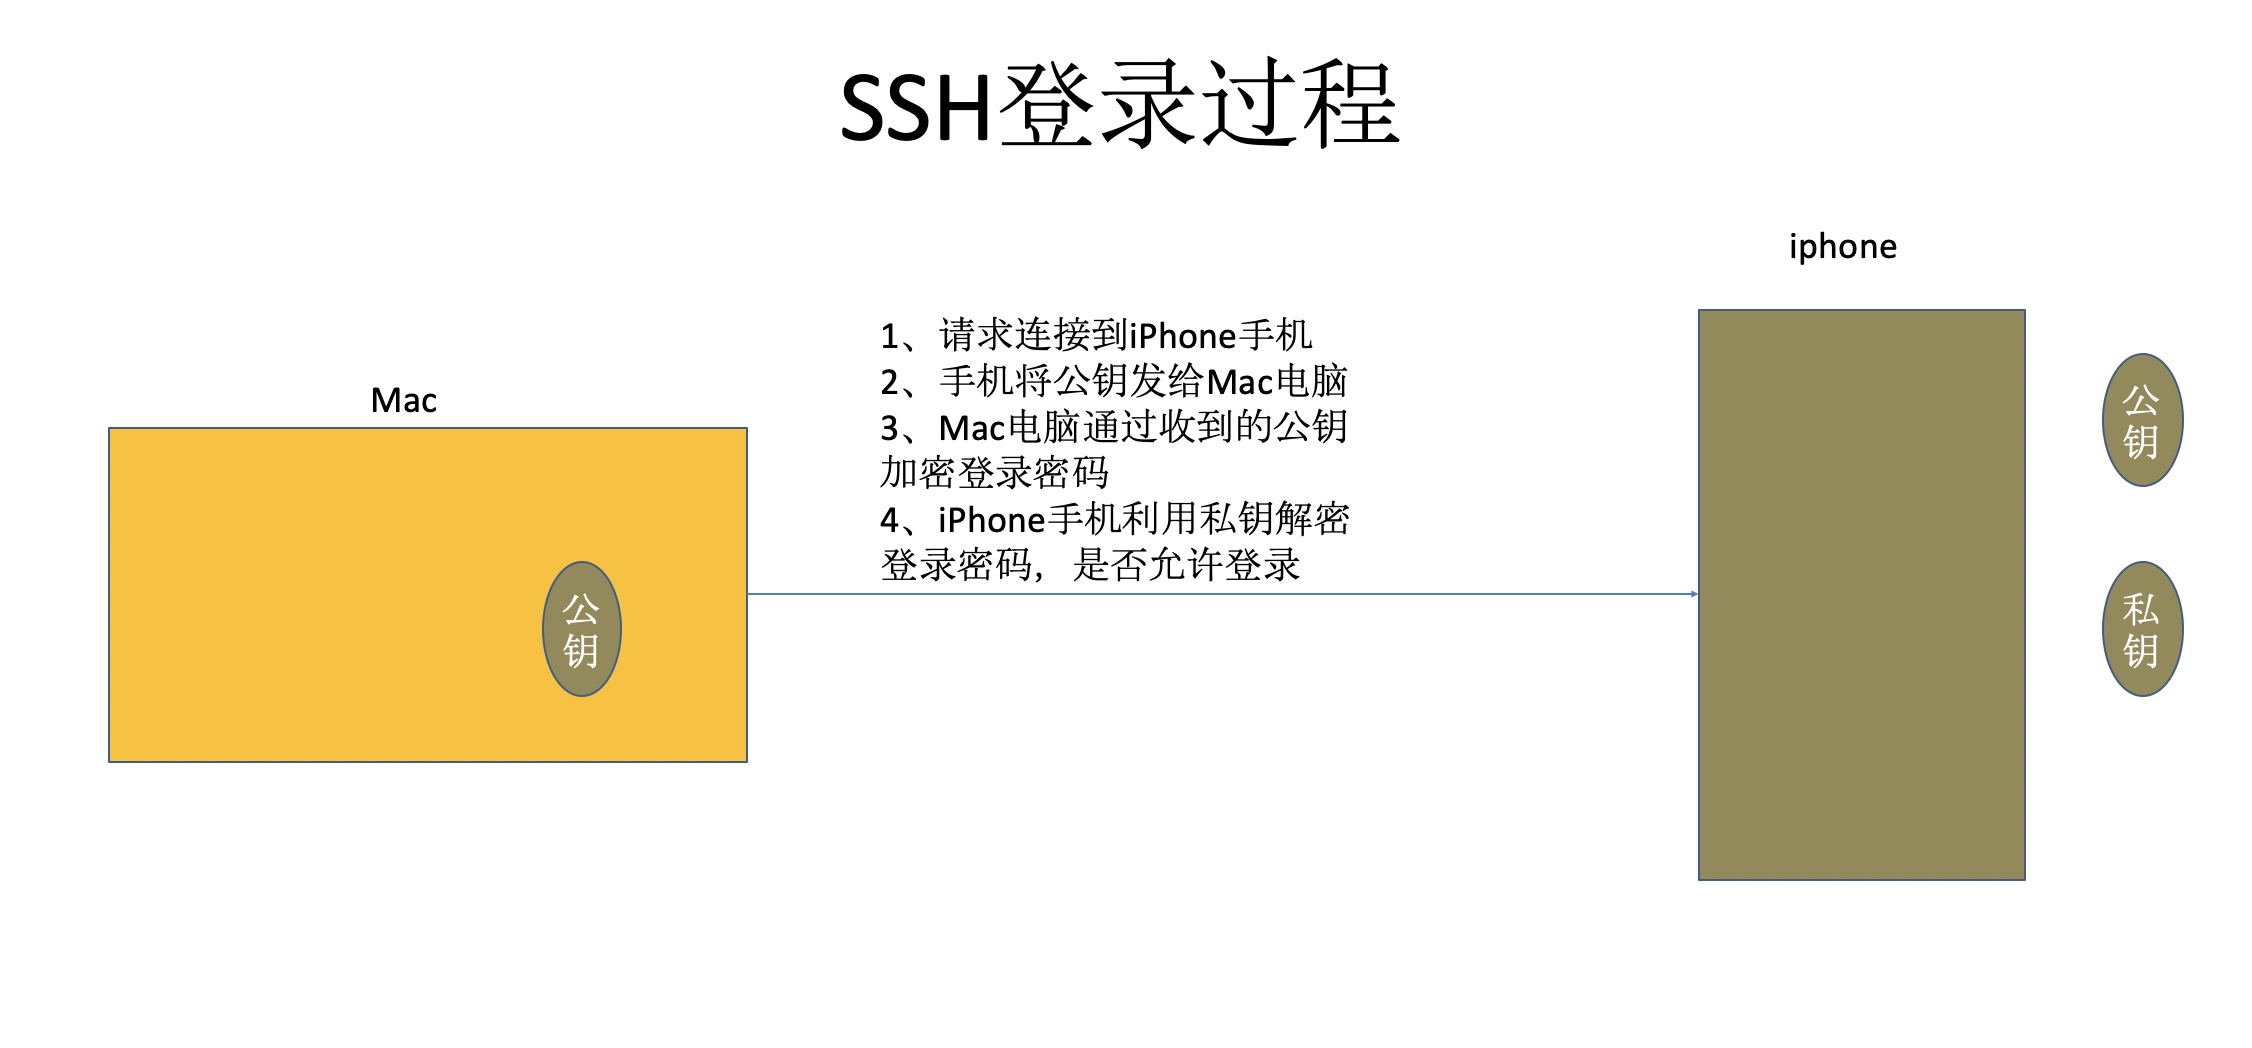 SSH登录过程
iphone
Mac
1、请求连接到iPhone手机
2、手机将公钥发给Mac电脑
3、Mac电脑通过收到的公钥
加密登录密码
4、iPhone手机利用私钥解密
登录密码，是否允许登录
公
钥
公
钥
私
钥